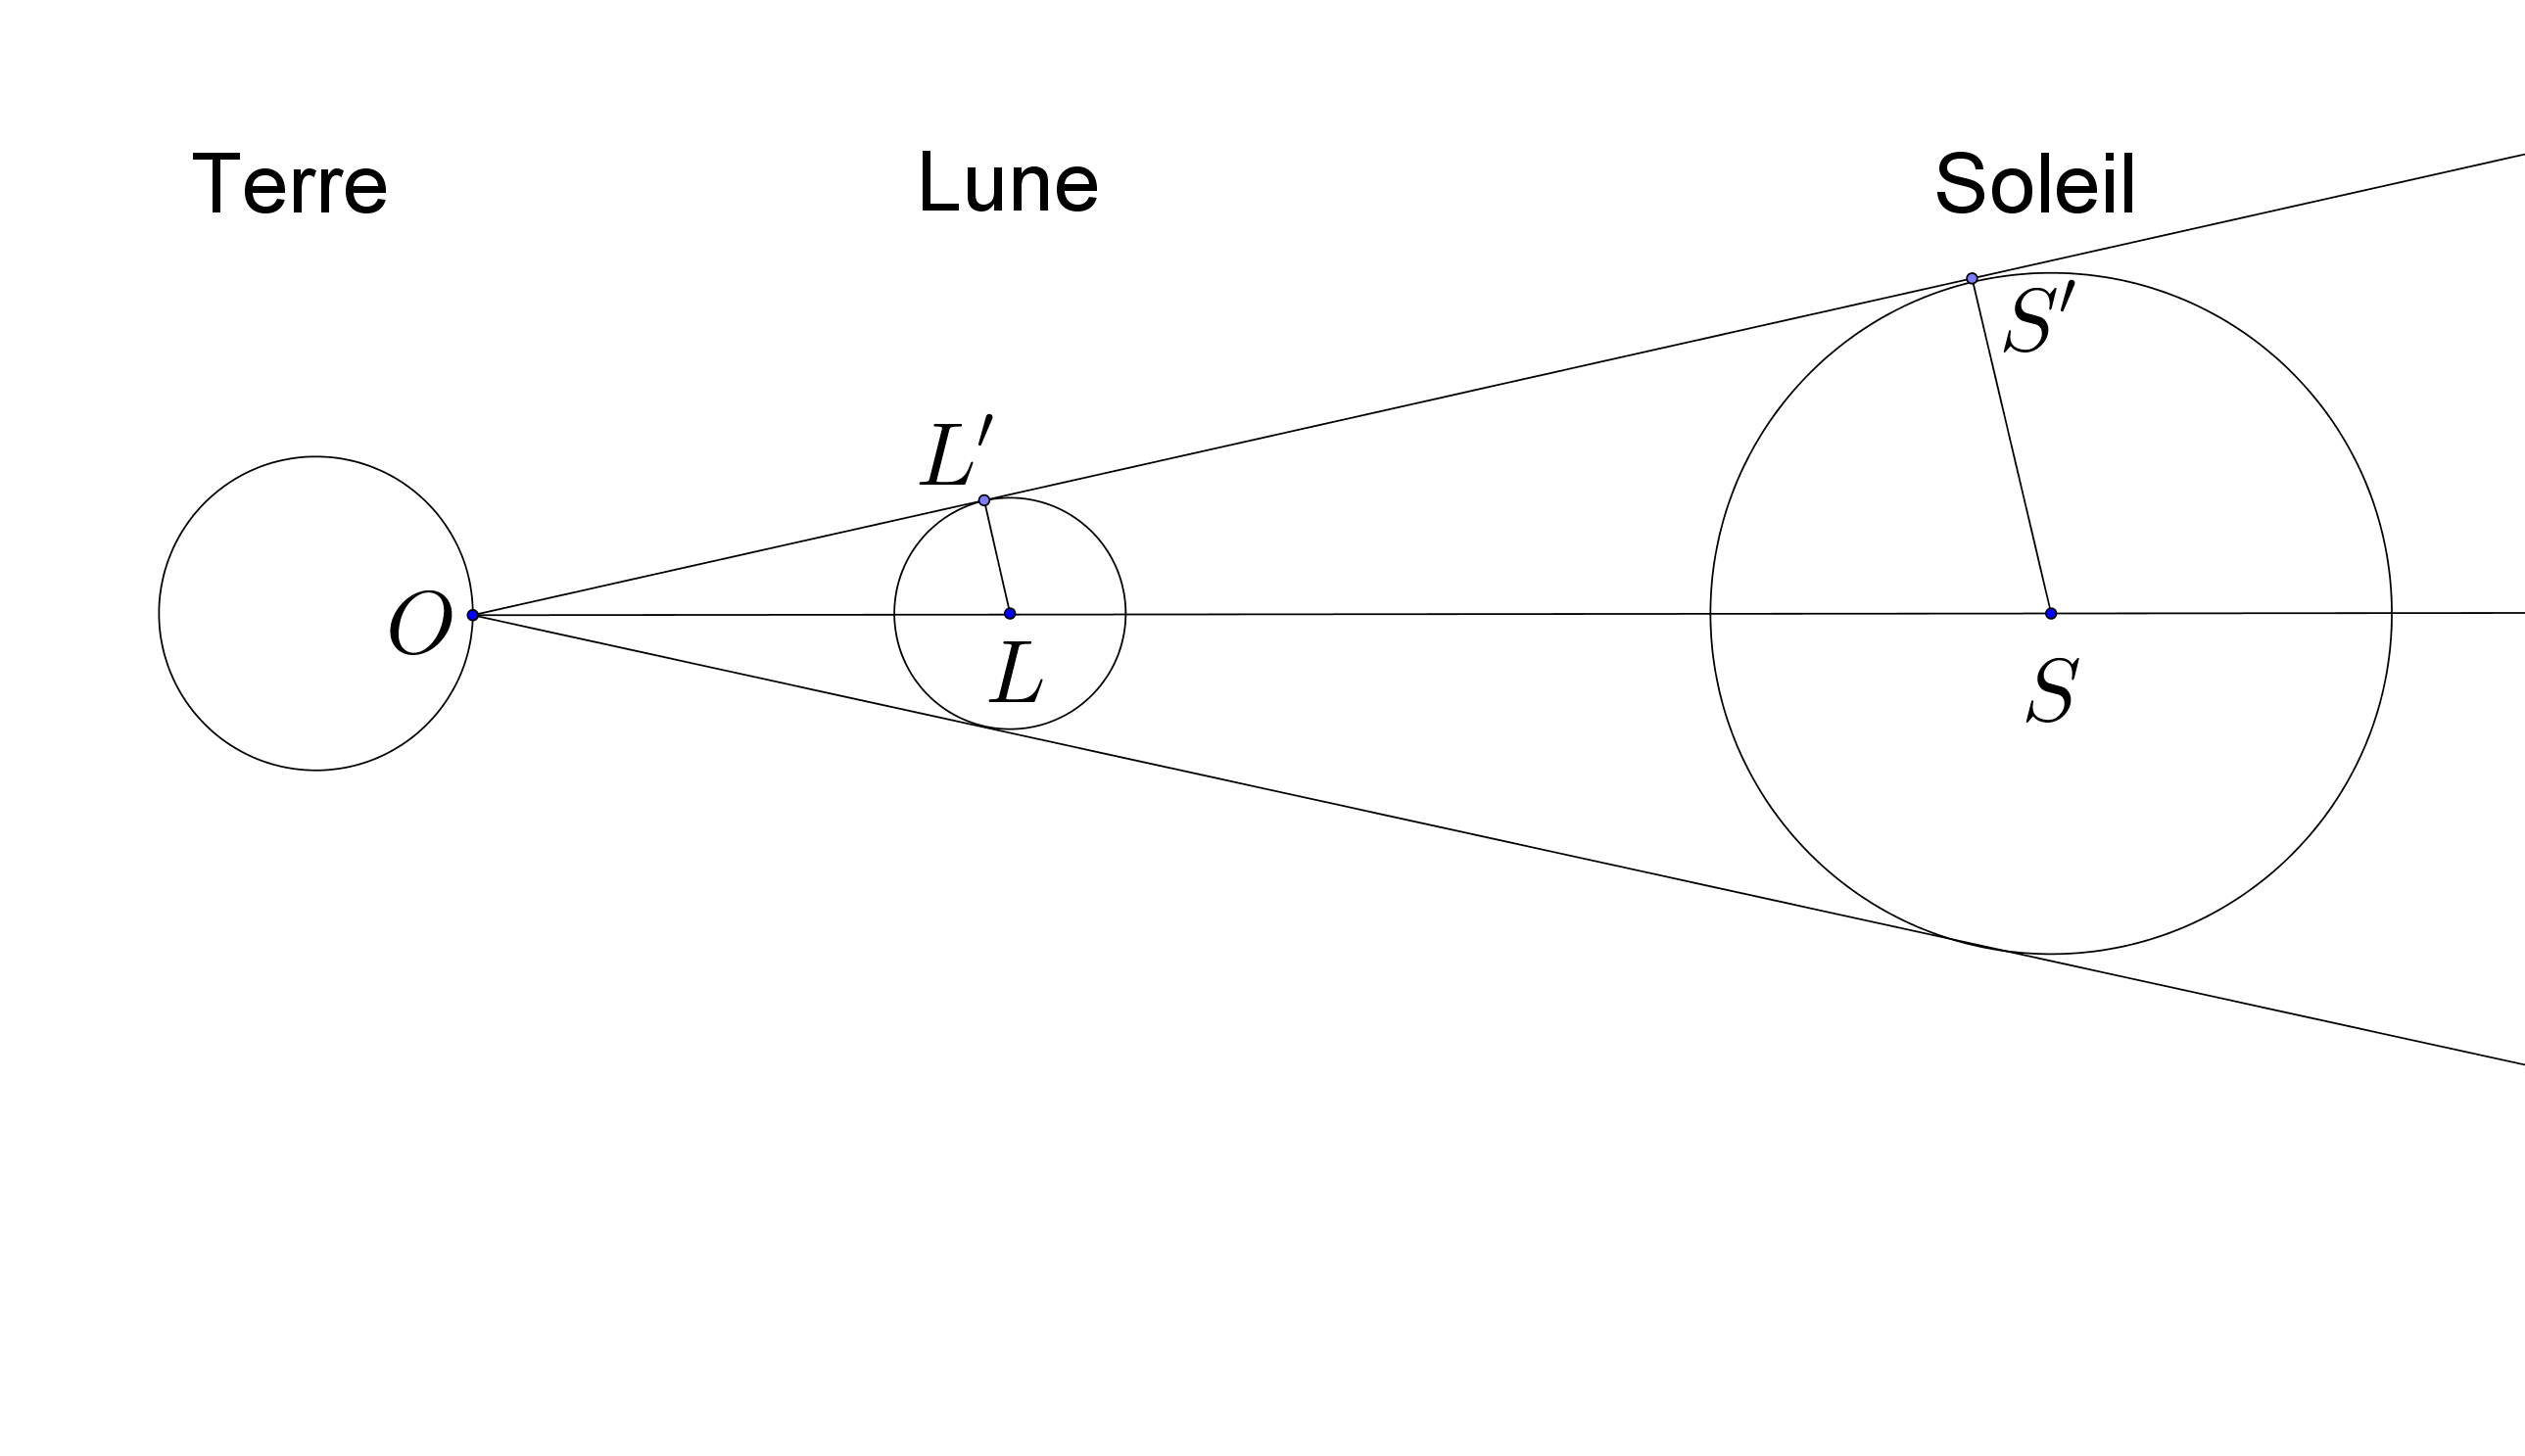 Terre
Lune
Soleil
S′
L′
O
L
S